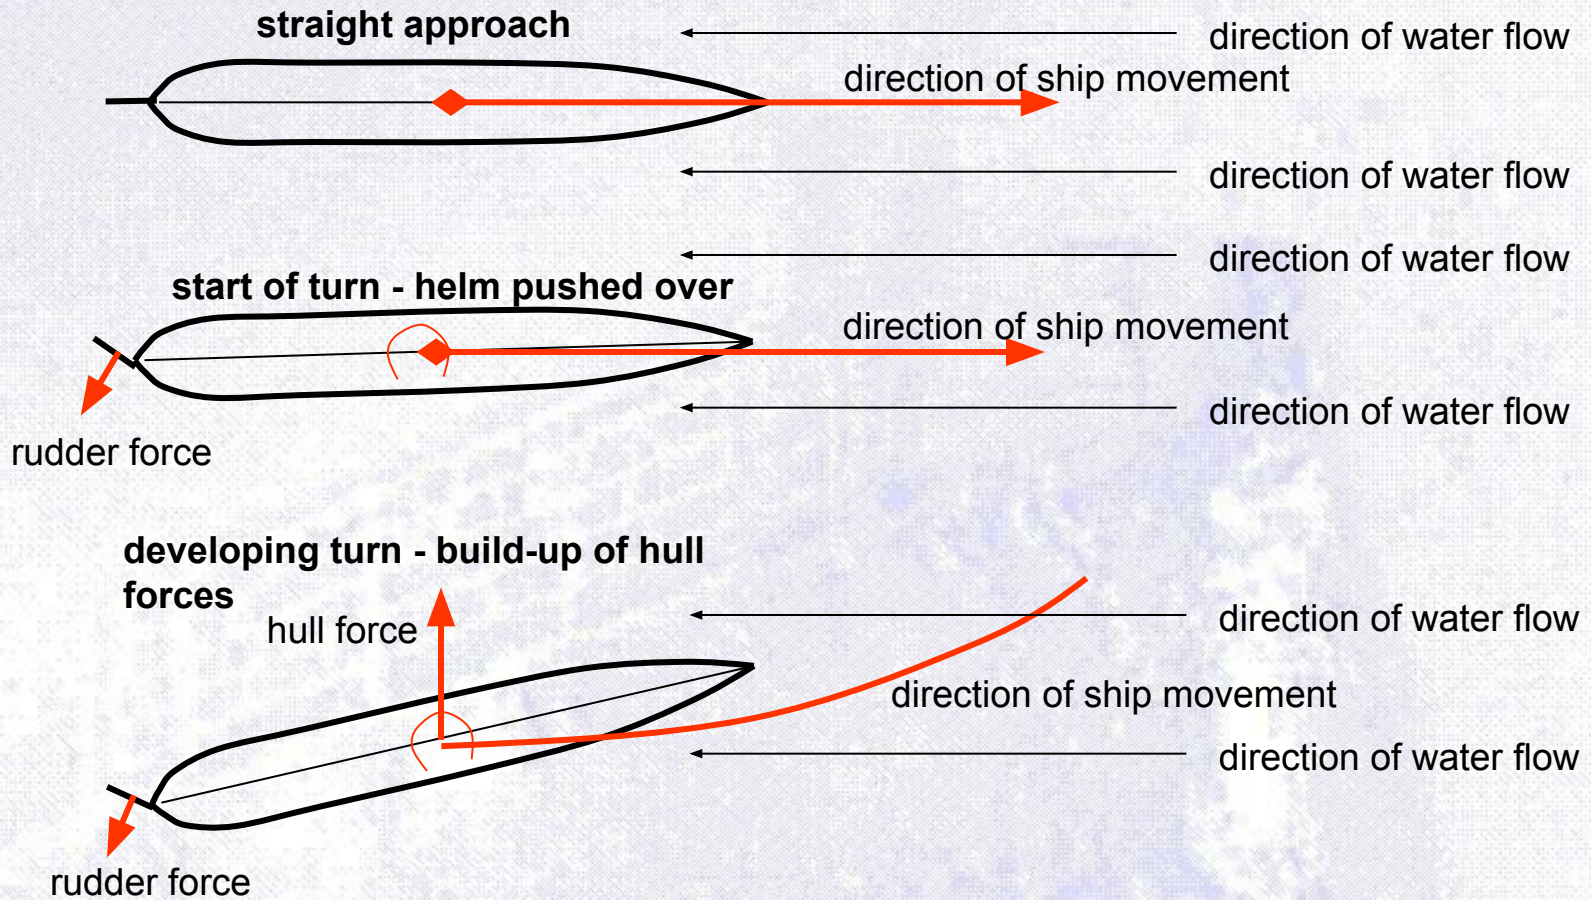 straight approach
direction of water flow
direction of ship movement
direction of water flow
direction of water flow
start of turn - helm pushed over
direction of ship movement
direction of water flow
rudder force
developing turn - build-up of hull
forces
hull force
direction of water flow
direction of ship movement
direction of water flow
rudder force